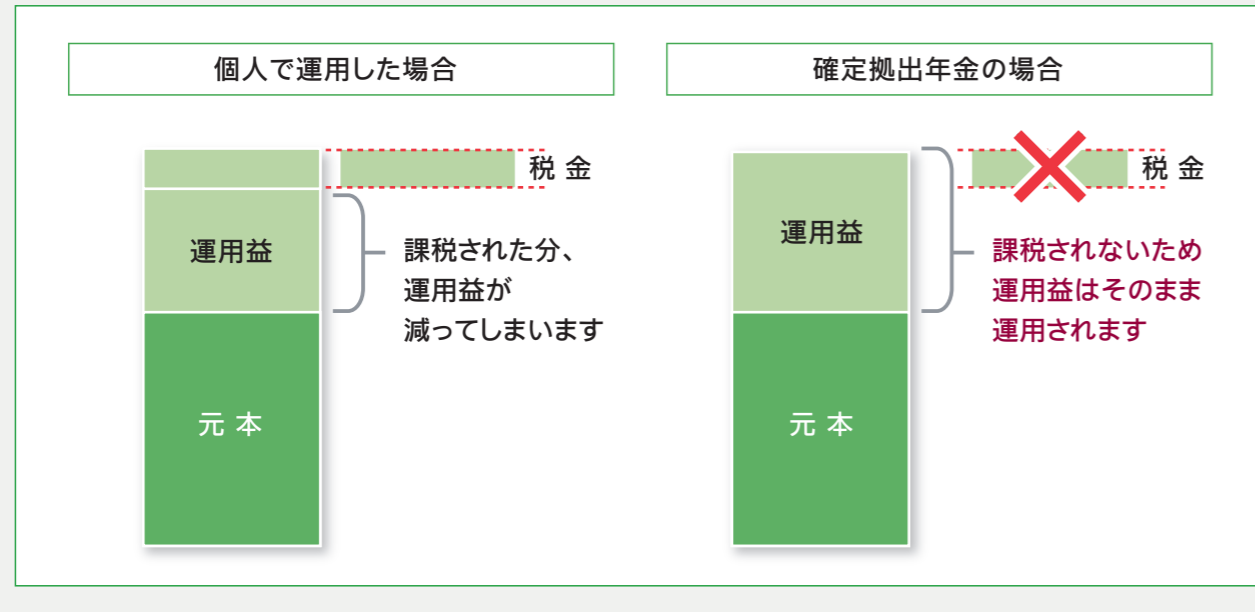 個人で運用した場合
税金
運用益
課税された分、
運用益が
減ってしまいます
元本
確定拠出年金の場合
税金
運用益
課税されないため
運用益はそのまま
運用されます
元本